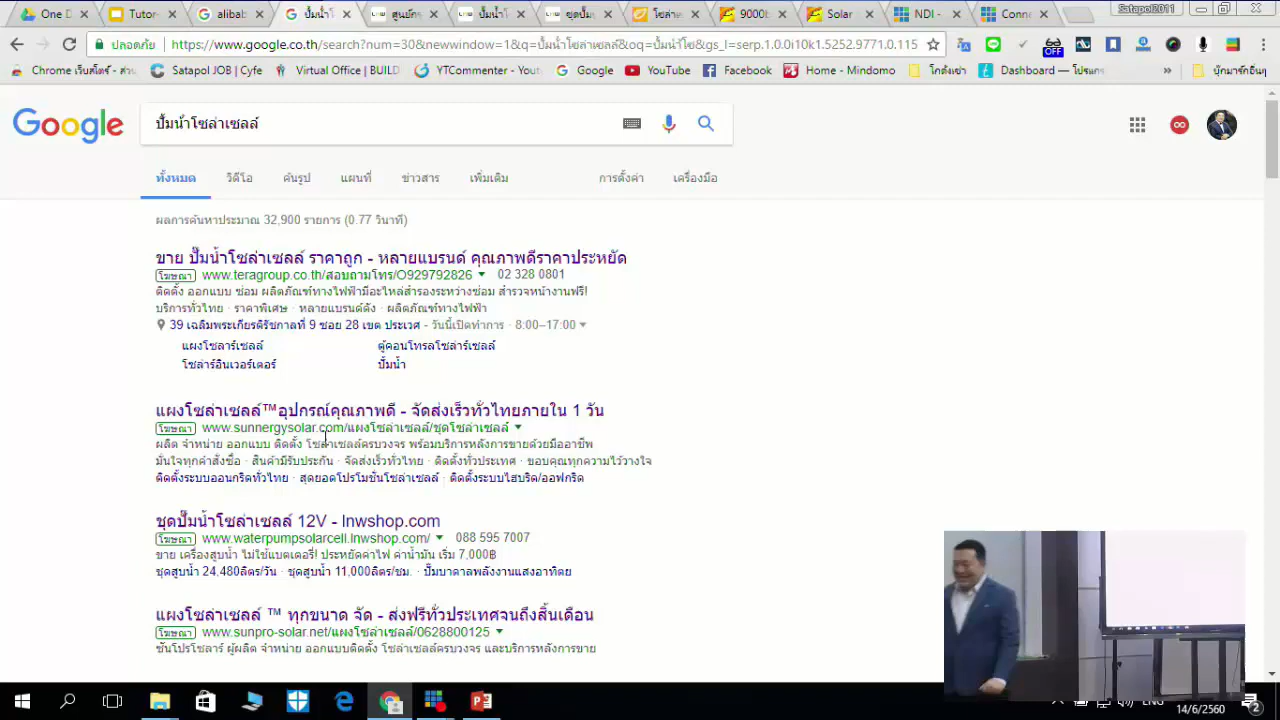 One D
Tutor
alibab
ปั๊มน้ำโ
ศูนย์กา
ปั๊มน้ำโ
ชุดปั๊ม
โซล่าเ
9000b
Solar
NDI -
Conne
Satapol2011
ปลอดภัย
https://www.google.co.th/search?num=30&newwindow=1&q=ปั๊มน้ำโซล่าเซลล์&oq=ปั๊มน้ำโซ&gs_l=serp.1.0.0l10k1.5252.9771.0.115
OFF
Chrome เว็บสโตร์ - ส่วน
Satapol JOB | Cyfe
Virtual Office | BUILD
YTCommenter - Yout
Google
YouTube
Facebook
Home - Mindomo
โกดังเช่า
Dashboard — โปรแกร
»
บุ๊กมาร์กอื่นๆ
Google
ปั๊มน้ำโซล่าเซลล์
ทั้งหมด
วิดีโอ
ค้นรูป
แผนที่
ข่าวสาร
เพิ่มเติม
การตั้งค่า
เครื่องมือ
ผลการค้นหาประมาณ 32,900 รายการ (0.77 วินาที)
ขาย ปั๊มน้ำโซล่าเซลล์ ราคาถูก - หลายแบรนด์ คุณภาพดีราคาประหยัด
โฆษณา www.teragroup.co.th/สอบถามโทร/O929792826 02 328 0801
ติดตั้ง ออกแบบ ซ่อม ผลิตภัณฑ์ทางไฟฟ้ามีอะไหล่สำรองระหว่างซ่อม สำรวจหน้างานฟรี!
บริการทั่วไทย · ราคาพิเศษ · หลายแบรนด์ดัง · ผลิตภัณฑ์ทางไฟฟ้า
39 เฉลิมพระเกียรติรัชกาลที่ 9 ซอย 28 เขต ประเวศ - วันนี้เปิดทำการ · 8:00–17:00
แผงโซลาร์เซลล์
ตู้คอนโทรลโซล่าร์เซลล์
โซล่าร์อินเวอร์เตอร์
ปั๊มน้ำ
แผงโซล่าเซลล์™อุปกรณ์คุณภาพดี - จัดส่งเร็วทั่วไทยภายใน 1 วัน
โฆษณา www.sunnergysolar.com/แผงโซล่าเซลล์/ชุดโซล่าเซลล์
ผลิต จำหน่าย ออกแบบ ติดตั้ง โซล่าเซลล์ครบวงจร พร้อมบริการหลังการขายด้วยมืออาชีพ
มั่นใจทุกคำสั่งซื้อ · สินค้ามีรับประกัน · จัดส่งเร็วทั่วไทย · ติดตั้งทั่วประเทศ · ขอบคุณทุกความไว้วางใจ
ติดตั้งระบบออนกริดทั่วไทย · สุดยอดโปรโมชั่นโซล่าเซลล์ · ติดตั้งระบบไฮบริด/ออฟกริด
ชุดปั๊มน้ำโซล่าเซลล์ 12V - lnwshop.com
โฆษณา www.waterpumpsolarcell.lnwshop.com/ 088 595 7007
ขาย เครื่องสูบน้ำ ไม่ใช้แบตเตอรี่! ประหยัดค่าไฟ ค่าน้ำมัน เริ่ม 7,000฿
ชุดสูบน้ำ 24,480ลิตร/วัน · ชุดสูบน้ำ 11,000ลิตร/ชม. · ปั๊มบาดาลพลังงานแสงอาทิตย
แผงโซล่าเซลล์ ™ ทุกขนาด จัด - ส่งฟรีทั่วประเทศจนถึงสิ้นเดือน
โฆษณา www.sunpro-solar.net/แผงโซล่าเซลล์/0628800125
ซันโปรโซลาร์ ผู้ผลิต จำหน่าย ออกแบบติดตั้ง โซล่าเซลล์ครบวงจร และบริการหลังการขาย
ENG
14/6/2560
2